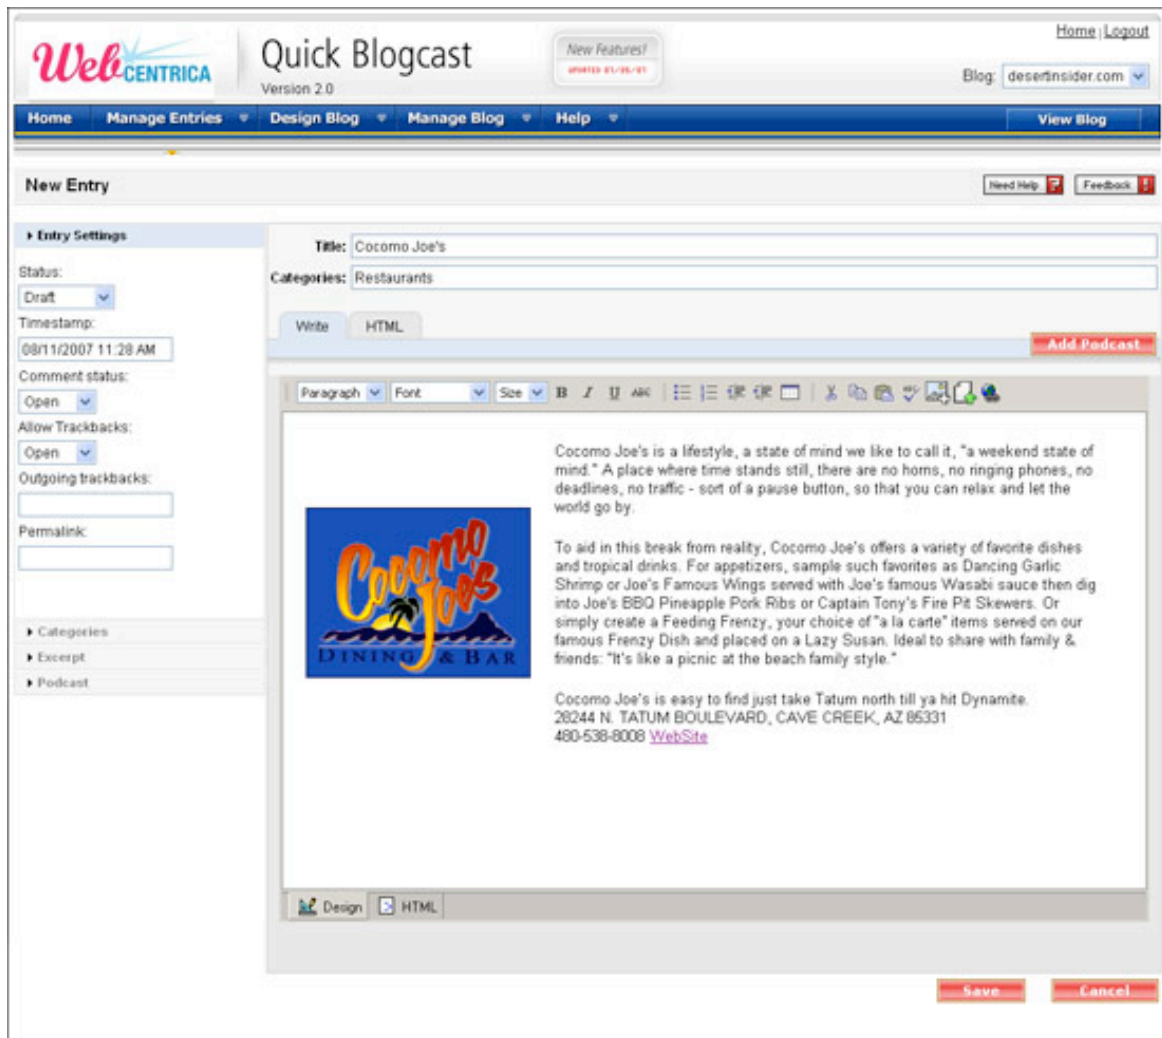 WebCENTRICA
Quick Blogcast
Version 2.0
New Features!
Home | Logout
Blog: desertinsider.com
Home Manage Entries Design Blog Manage Blog Help View Blog
New Entry
Need Help ?
Feedback !
Entry Settings
Status:
Draft
Timestamp:
08/11/2007 11:28 AM
Comment status:
Open
Allow Trackbacks:
Open
Outgoing trackbacks:
Permalink:
Categories
Excerpt
Podcast
Title: Cocomo Joe's
Categories: Restaurants
Write HTML
Add Podcast
Paragraph Font Size B I U ABC
Cocomo Joe's
DINING & BAR
Cocomo Joe's is a lifestyle, a state of mind we like to call it, "a weekend state of
mind." A place where time stands still, there are no horns, no ringing phones, no
deadlines, no traffic - sort of a pause button, so that you can relax and let the
world go by.
To aid in this break from reality, Cocomo Joe's offers a variety of favorite dishes
and tropical drinks. For appetizers, sample such favorites as Dancing Garlic
Shrimp or Joe's Famous Wings served with Joe's famous Wasabi sauce then dig
into Joe's BBQ Pineapple Pork Ribs or Captain Tony's Fire Pit Skewers. Or
simply create a Feeding Frenzy, your choice of "a la carte" items served on our
famous Frenzy Dish and placed on a Lazy Susan. Ideal to share with family &
friends: "It's like a picnic at the beach family style."
Cocomo Joe's is easy to find just take Tatum north till ya hit Dynamite.
28244 N. TATUM BOULEVARD, CAVE CREEK, AZ 85331
480-538-8008 WebSite
Design HTML
Save Cancel